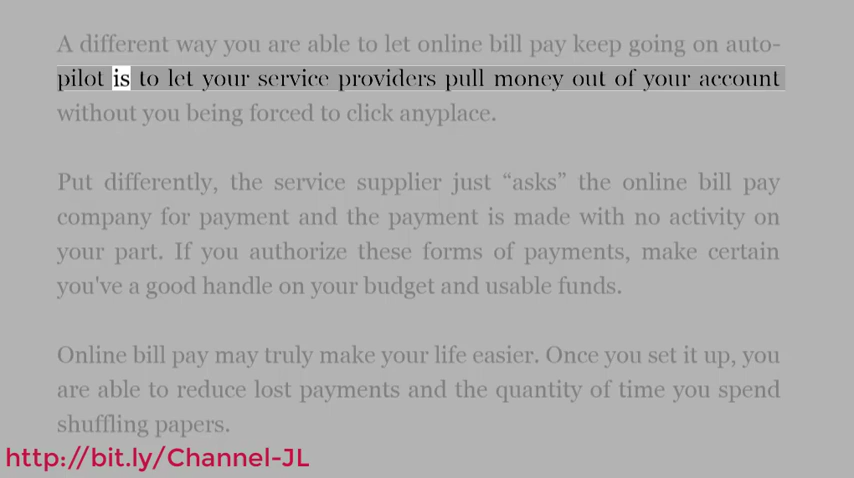 A different way you are able to let online bill pay keep going on auto-
pilot is to let your service providers pull money out of your account
without you being forced to click anyplace.
Put differently, the service supplier just “asks” the online bill pay
company for payment and the payment is made with no activity on
your part. If you authorize these forms of payments, make certain
you've a good handle on your budget and usable funds.
Online bill pay may truly make your life easier. Once you set it up, you
are able to reduce lost payments and the quantity of time you spend
shuffling papers.
http://bit.ly/Channel-JL